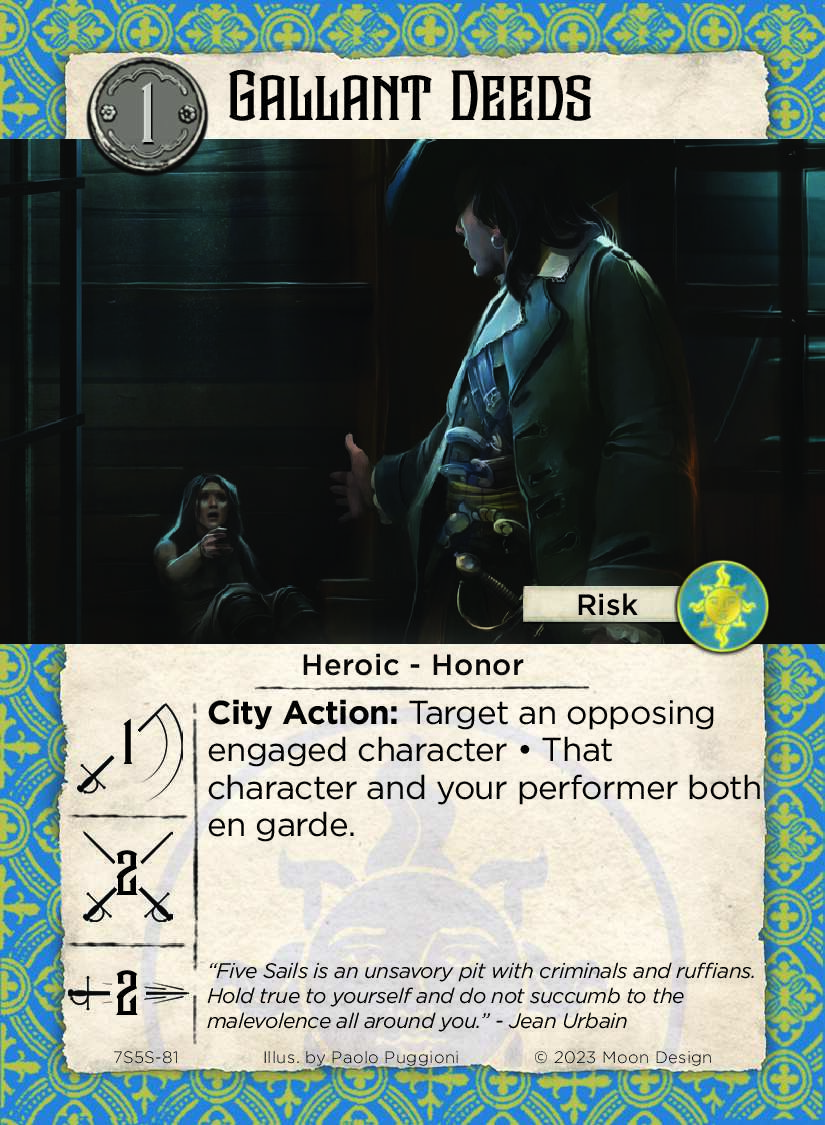 1
Gallant Deeds
Risk
Heroic - Honor
1
2
2
City Action: Target an opposing
engaged character • That
character and your performer both
en garde.
“Five Sails is an unsavory pit with criminals and ruffians.
Hold true to yourself and do not succumb to the
malevolence all around you.” - Jean Urbain
7S5S-81 Illus. by Paolo Puggioni © 2023 Moon Design